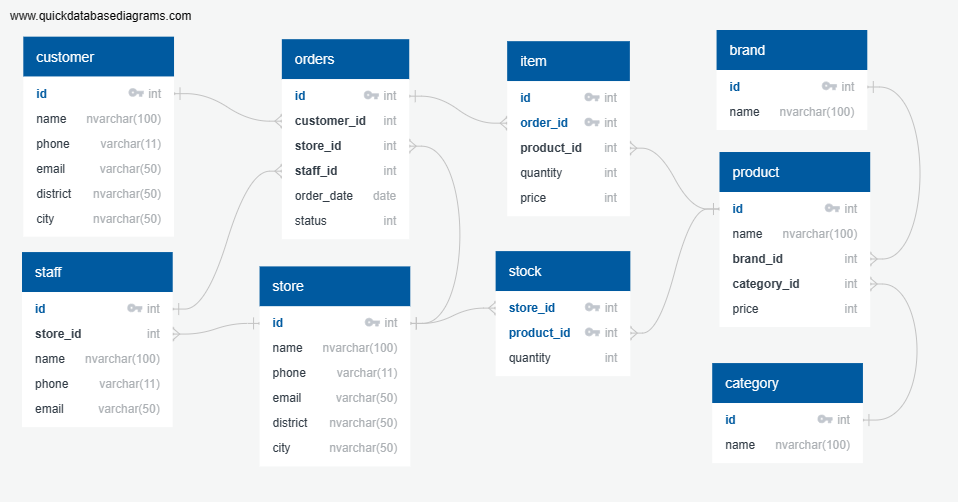 www.quickdatabasediagrams.com
customer
id int
name nvarchar(100)
phone varchar(11)
email varchar(50)
district nvarchar(50)
city nvarchar(50)
orders
id int
customer_id int
store_id int
staff_id int
order_date date
status int
item
id int
order_id int
product_id int
quantity int
price int
brand
id int
name nvarchar(100)
product
id int
name nvarchar(100)
brand_id int
category_id int
price int
staff
id int
store_id int
name nvarchar(100)
phone varchar(11)
email varchar(50)
store
id int
name nvarchar(100)
phone varchar(11)
email varchar(50)
district nvarchar(50)
city nvarchar(50)
stock
store_id int
product_id int
quantity int
category
id int
name nvarchar(100)